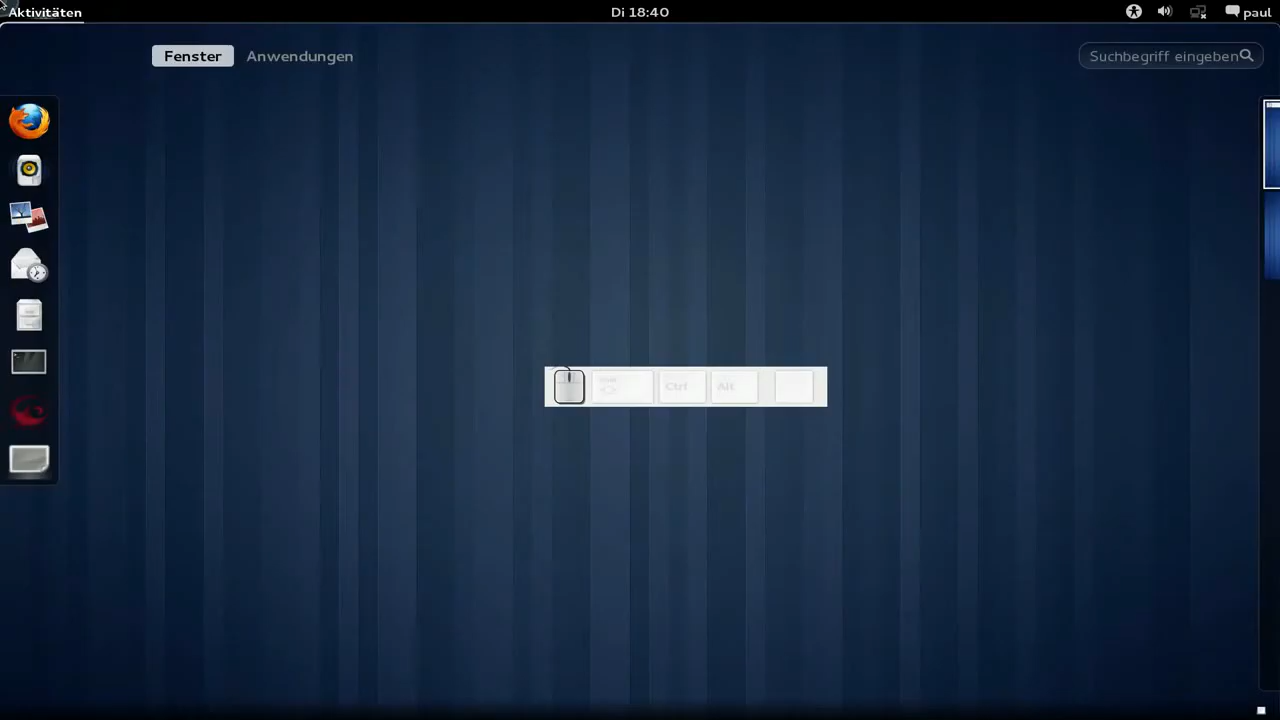 Aktivitäten
Di 18:40
paul
Fenster
Anwendungen
Suchbegriff eingeben
Ctrl
Alt